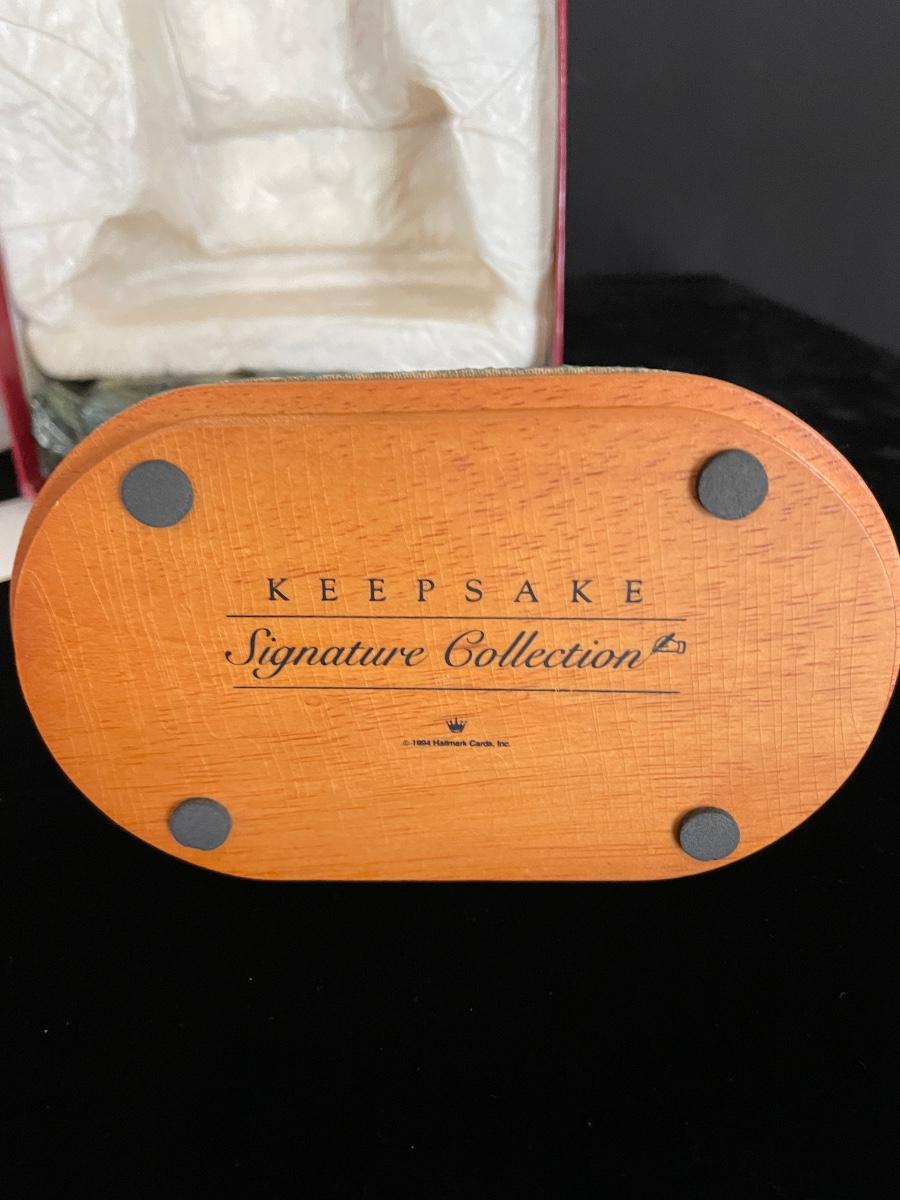 KEEPSAKE
Signature Collection
© 1994 Hallmark Cards, Inc.